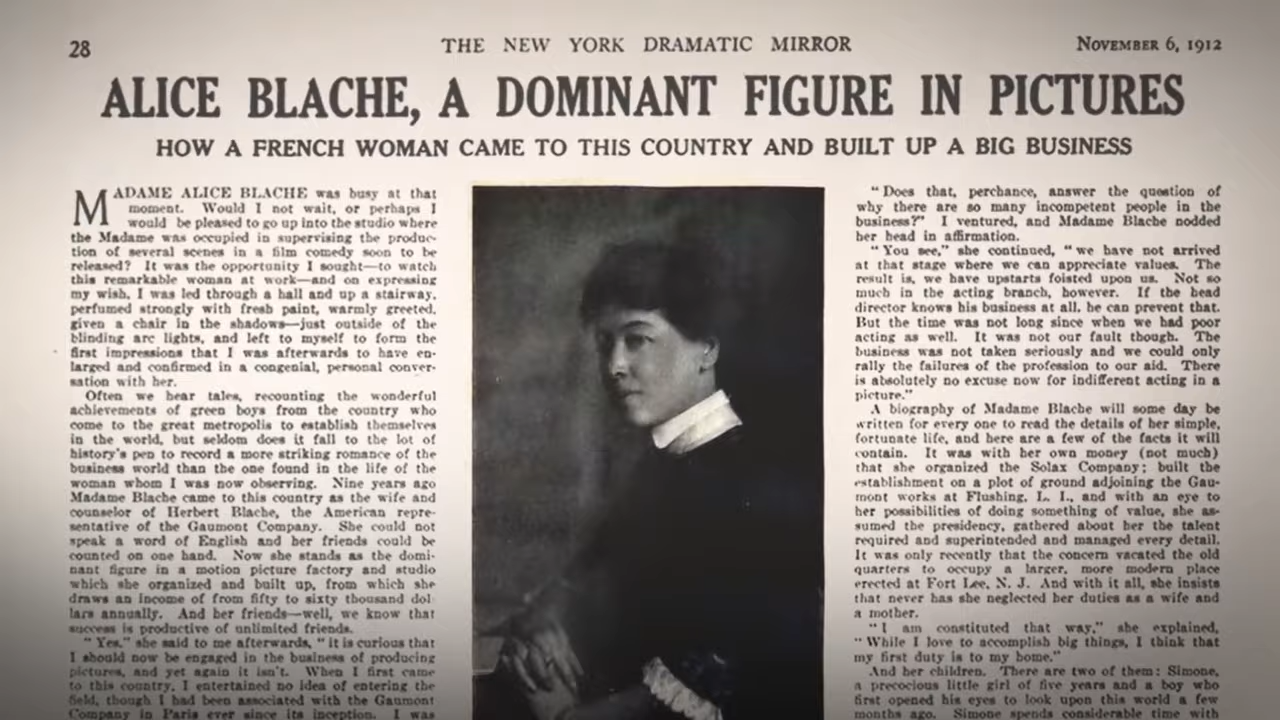 28
THE NEW YORK DRAMATIC MIRROR
NOVEMBER 6, 1912
ALICE BLACHE, A DOMINANT FIGURE IN PICTURES
HOW A FRENCH WOMAN CAME TO THIS COUNTRY AND BUILT UP A BIG BUSINESS
MADAME ALICE BLACHE was busy at that
moment. Would I not wait, or perhaps I
would be pleased to go up into the studio where
the Madame was occupied in supervising the produc-
tion of several scenes in a film comedy soon to be
released? It was the opportunity I sought—to watch
this remarkable woman at work—and on expressing
my wish, I was led through a hall and up a stairway,
perfumed strongly with fresh paint, warmly greeted,
given a chair in the shadows—just outside of the
blinding arc lights, and left to myself to form the
first impressions that I was afterwards to have en-
larged and confirmed in a congenial, personal conver-
sation with her.
Often we hear tales, recounting the wonderful
achievements of green boys from the country who
come to the great metropolis to establish themselves
in the world, but seldom does it fall to the lot of
history's pen to record a more striking romance of the
business world than the one found in the life of the
woman whom I was now observing. Nine years ago
Madame Blache came to this country as the wife and
counselor of Herbert Blache, the American repre-
sentative of the Gaumont Company. She could not
speak a word of English and her friends could be
counted on one hand. Now she stands as the domi-
nant figure in a motion picture factory and studio
which she organized and built up, from which she
draws an income of from fifty to sixty thousand dol-
lars annually. And her friends—well, we know that
success is productive of unlimited friends.
"Yes," she said to me afterwards, "it is curious that
I should now be engaged in the business of producing
pictures, and yet again it isn't. When I first came
to this country, I entertained no idea of entering the
field, though I had been associated with the Gaumont
Company in Paris ever since its inception. I was
"Does that, perchance, answer the question of
why there are so many incompetent people in the
business?" I ventured, and Madame Blache nodded
her head in affirmation.
"You see," she continued, "we have not arrived
at that stage where we can appreciate values. The
result is, we have upstarts foisted upon us. Not so
much in the acting branch, however. If the head
director knows his business at all, he can prevent that.
But the time was not long since when we had poor
acting as well. It was not our fault though. The
business was not taken seriously and we could only
rally the failures of the profession to our aid. There
is absolutely no excuse now for indifferent acting in a
picture."
A biography of Madame Blache will some day be
written for every one to read the details of her simple,
fortunate life, and here are a few of the facts it will
contain. It was with her own money (not much)
that she organized the Solax Company; built the
establishment on a plot of ground adjoining the Gau-
mont works at Flushing, L. I., and with an eye to
her possibilities of doing something of value, she as-
sumed the presidency, gathered about her the talent
required and superintended and managed every detail.
It was only recently that the concern vacated the old
quarters to occupy a larger, more modern place
erected at Fort Lee, N. J. And with it all, she insists
that never has she neglected her duties as a wife and
a mother.
"I am constituted that way," she explained,
"While I love to accomplish big things, I think that
my first duty is to my home."
And her children. There are two of them: Simone,
a precocious little girl of five years and a boy who
first opened his eyes to look upon this world a few
months ago. Simone spends considerable time with